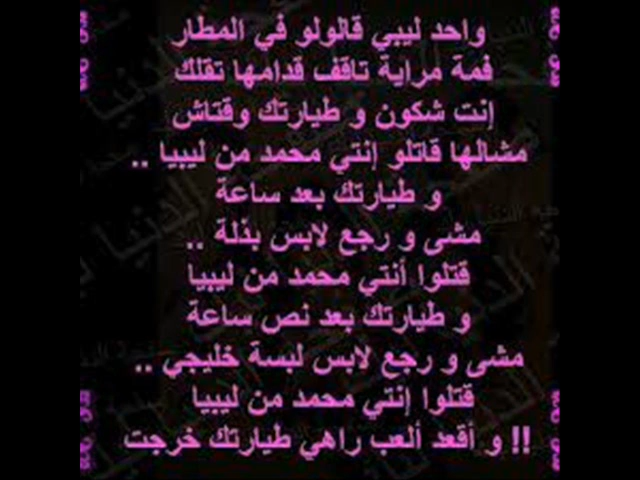 واحد ليبي قالولو في المطار
فمة مراية تاقف قدامها تقلك
إنت شكون و طيارتك وقتاش
مشالها قاتلو إنتي محمد من ليبيا ..
و طيارتك بعد ساعة
مشى و رجع لابس بذلة ..
قتلوا أنتي محمد من ليبيا
و طيارتك بعد نص ساعة
مشى و رجع لابس لبسة خليجي ..
قتلوا إنتي محمد من ليبيا
و أقعد ألعب راهي طيارتك خرجت !!